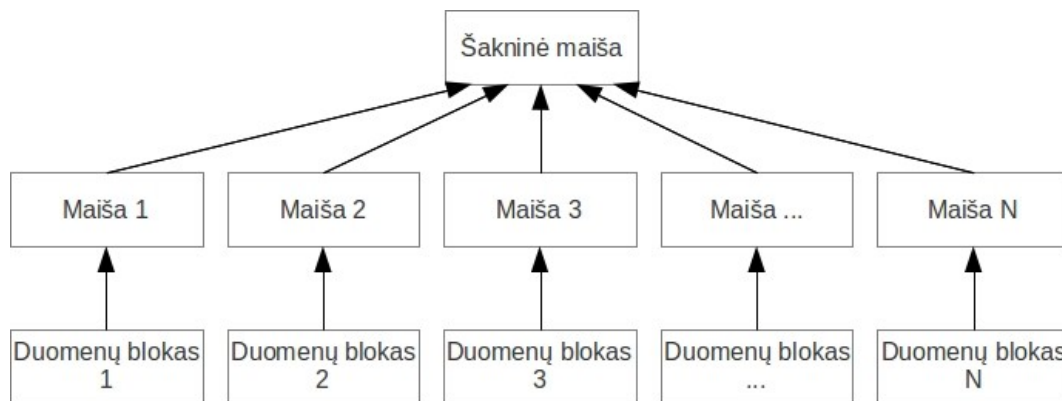 Šakninė maiša
Maiša 1
Maiša 2
Maiša 3
Maiša ...
Maiša N
Duomenų blokas
1
Duomenų blokas
2
Duomenų blokas
3
Duomenų blokas
...
Duomenų blokas
N